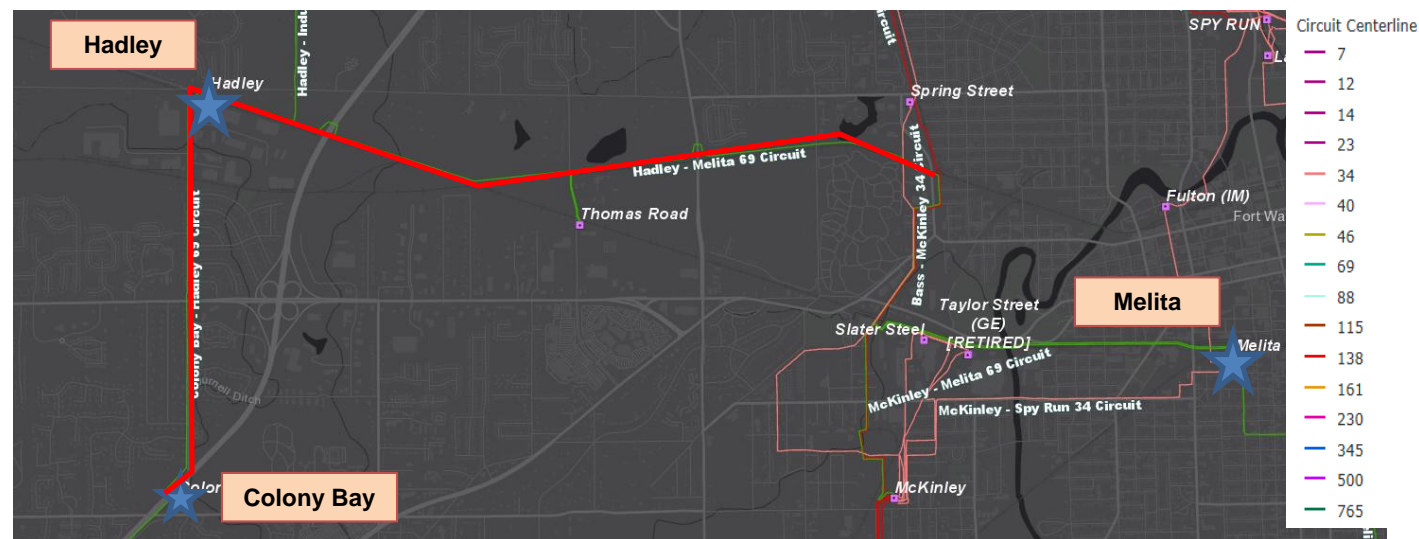 Hadley
Hadley
Hadley - Indu
Circuit
SPY RUN
Spring Street
Hadley - Melita 69 Circuit
Bass - McKinley 34 Circuit
Thomas Road
Fulton (IM)
Fort Wa
Colony Bay - Hadley 69 Circuit
Melita
Taylor Street
(GE)
[RETIRED]
Slater Steel
Melita
McKinley - Melita 69 Circuit
McKinley - Spy Run 34 Circuit
McKinley
Colony Bay
Circuit Centerline
7
12
14
23
34
40
46
69
88
115
138
161
230
345
500
765